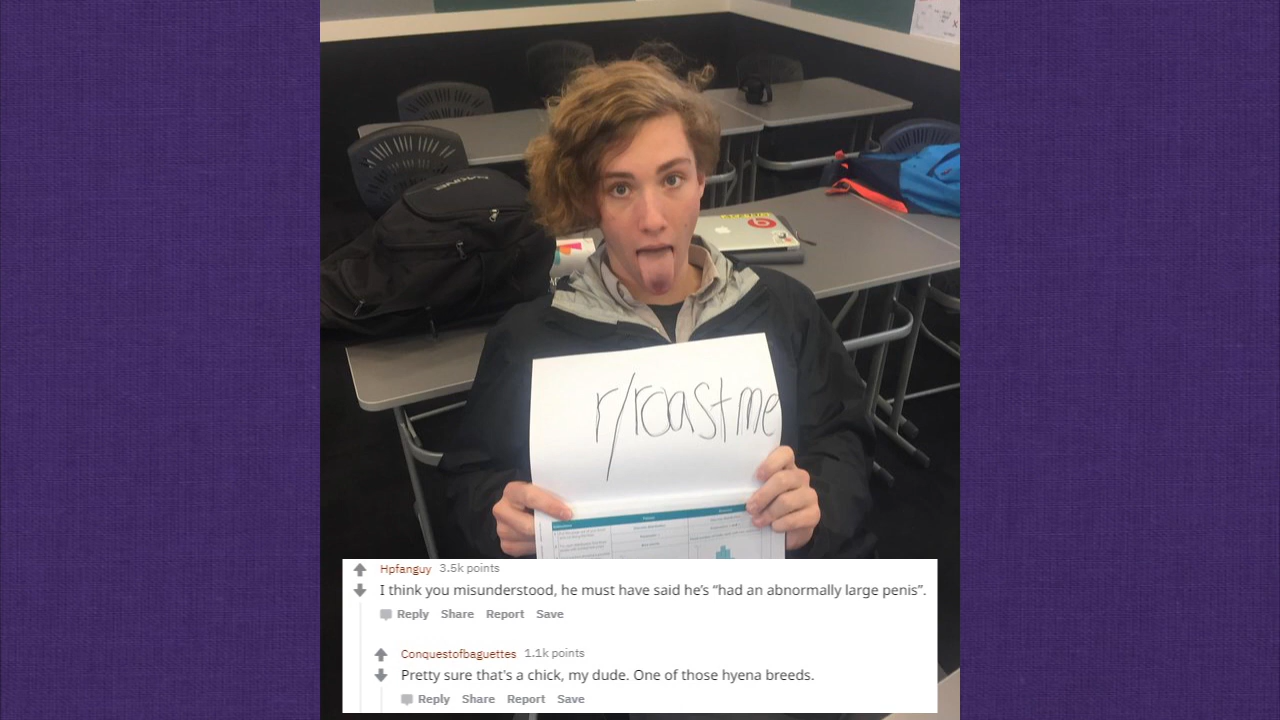 r/roastme
Hpfanguy 3.5k points
I think you misunderstood, he must have said he’s “had an abnormally large penis”.
Reply Share Report Save
Conquestofbaguettes 1.1k points
Pretty sure that's a chick, my dude. One of those hyena breeds.
Reply Share Report Save